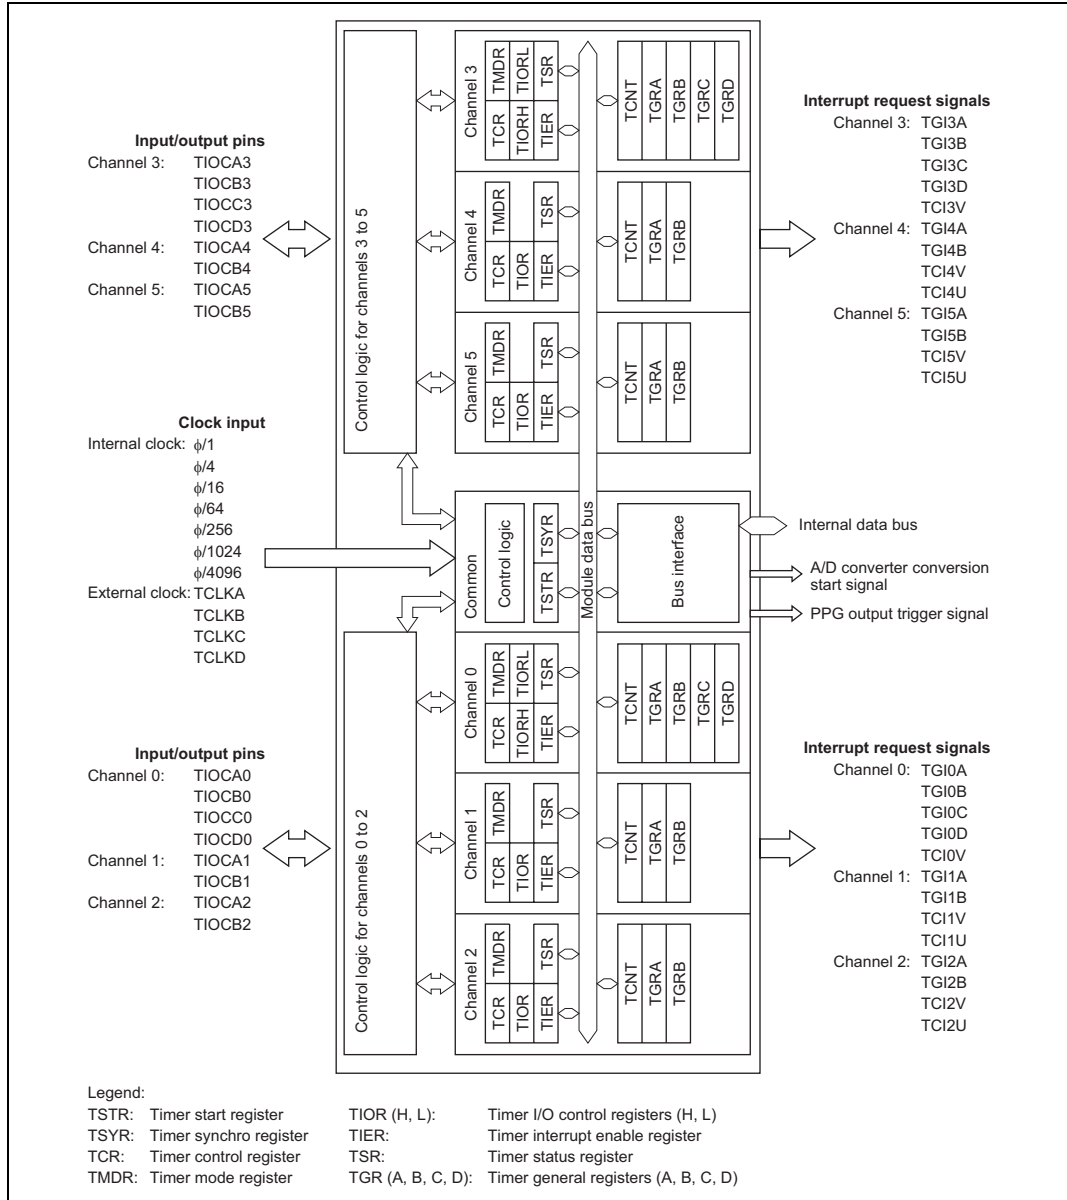 Input/output pins
Channel 3: TIOCA3
TIOCB3
TIOCC3
TIOCD3
Channel 4: TIOCA4
TIOCB4
Channel 5: TIOCA5
TIOCB5
Clock input
Internal clock: ϕ/1
ϕ/4
ϕ/16
ϕ/64
ϕ/256
ϕ/1024
ϕ/4096
External clock: TCLKA
TCLKB
TCLKC
TCLKD
Input/output pins
Channel 0: TIOCA0
TIOCB0
TIOCC0
TIOCD0
Channel 1: TIOCA1
TIOCB1
Channel 2: TIOCA2
TIOCB2
Control logic for channels 3 to 5
Control logic for channels 0 to 2
Channel 3
TCR TMDR
TIORH TIORL
TIER TSR
TCNT
TGRA
TGRB
TGRC
TGRD
Channel 4
TCR TMDR
TIOR
TIER TSR
TCNT
TGRA
TGRB
Channel 5
TCR TMDR
TIOR
TIER TSR
TCNT
TGRA
TGRB
Common
Control logic
TSTR TSYR
Module data bus
Bus interface
Channel 0
TCR TMDR
TIORH TIORL
TIER TSR
TCNT
TGRA
TGRB
TGRC
TGRD
Channel 1
TCR TMDR
TIOR
TIER TSR
TCNT
TGRA
TGRB
Channel 2
TCR TMDR
TIOR
TIER TSR
TCNT
TGRA
TGRB
Interrupt request signals
Channel 3: TGI3A
TGI3B
TGI3C
TGI3D
TCI3V
Channel 4: TGI4A
TGI4B
TCI4V
TCI4U
Channel 5: TGI5A
TGI5B
TCI5V
TCI5U
Internal data bus
A/D converter conversion
start signal
PPG output trigger signal
Interrupt request signals
Channel 0: TGI0A
TGI0B
TGI0C
TGI0D
TCI0V
Channel 1: TGI1A
TGI1B
TCI1V
TCI1U
Channel 2: TGI2A
TGI2B
TCI2V
TCI2U
Legend:
TSTR: Timer start register
TSYR: Timer synchro register
TCR: Timer control register
TMDR: Timer mode register
TIOR (H, L): Timer I/O control registers (H, L)
TIER: Timer interrupt enable register
TSR: Timer status register
TGR (A, B, C, D): Timer general registers (A, B, C, D)